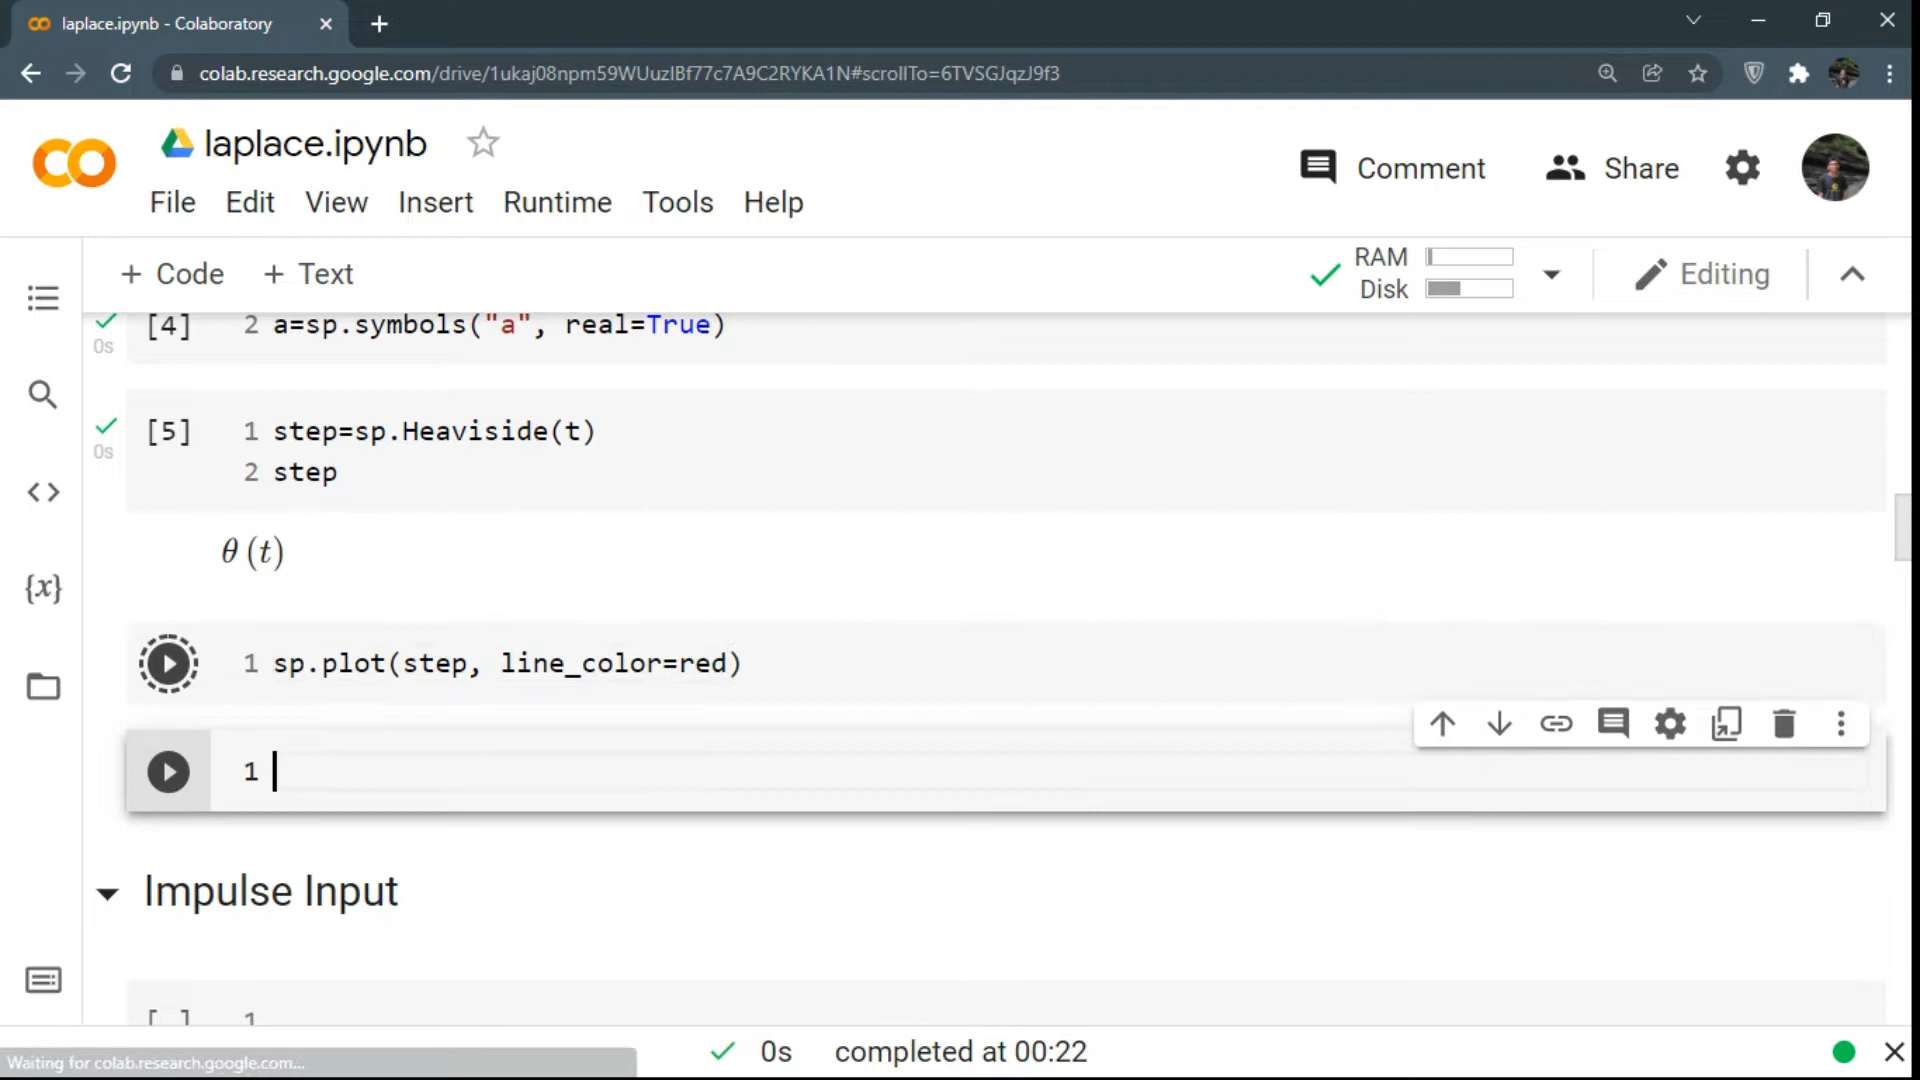 laplace.ipynb - Colaboratory
colab.research.google.com/drive/1ukaj08npm59WUuzIBf77c7A9C2RYKA1N#scrollTo=6TVSGJqzJ9f3
laplace.ipynb
Comment
Share
File Edit View Insert Runtime Tools Help
+ Code + Text
RAM
Disk
Editing
[4] 2 a=sp.symbols("a", real=True)
0s
[5] 1 step=sp.Heaviside(t)
0s
2 step
θ (t)
1 sp.plot(step, line_color=red)
1
Impulse Input
[ ] 1
0s completed at 00:22
Waiting for colab.research.google.com...